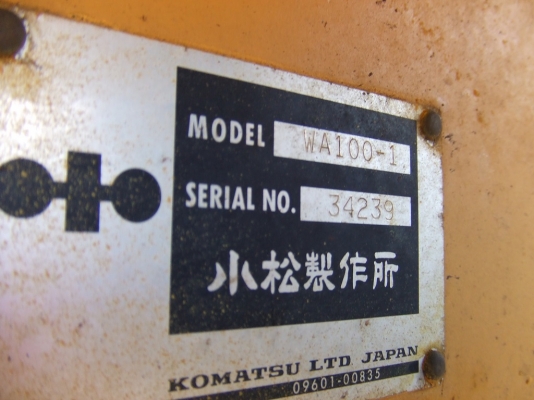 MODEL WA100-1
SERIAL NO. 34239
小松製作所
KOMATSU LTD JAPAN
09601-00835